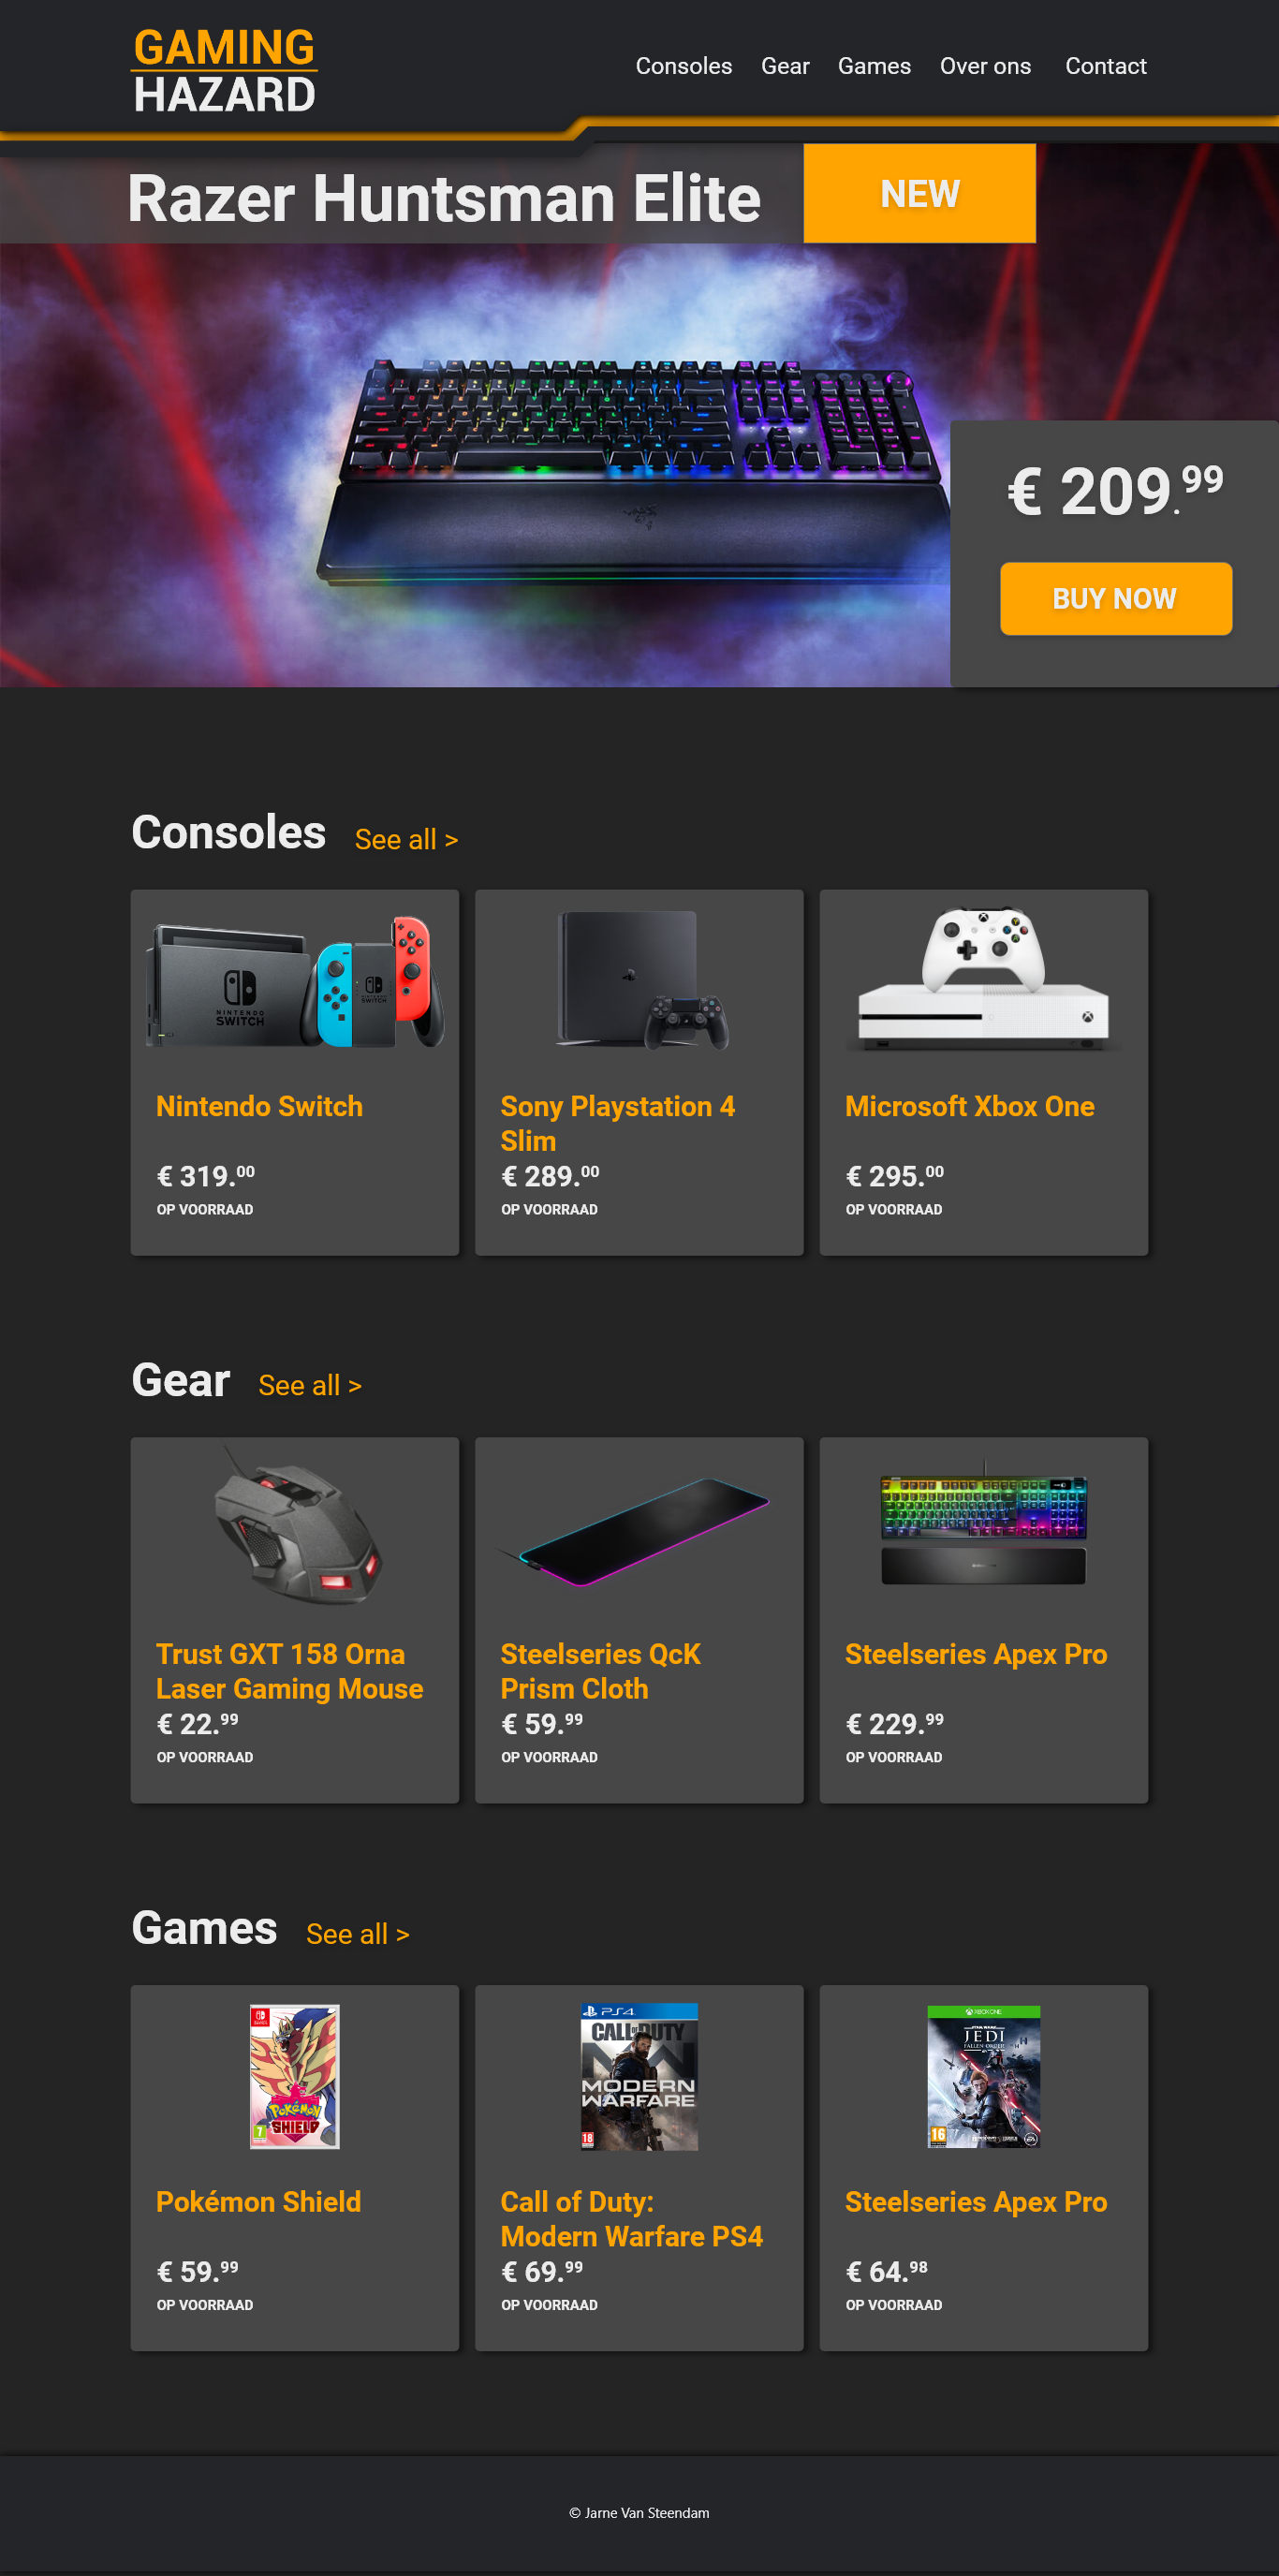 GAMING
HAZARD
Consoles Gear Games Over ons Contact
Razer Huntsman Elite
NEW
€ 209.99
BUY NOW
Consoles See all >
NINTENDO
SWITCH
NINTENDO
SWITCH
Nintendo Switch
€ 319.00
OP VOORRAAD
Sony Playstation 4
Slim
€ 289.00
OP VOORRAAD
Microsoft Xbox One
€ 295.00
OP VOORRAAD
Gear See all >
Trust GXT 158 Orna
Laser Gaming Mouse
€ 22.99
OP VOORRAAD
Steelseries QcK
Prism Cloth
€ 59.99
OP VOORRAAD
Steelseries Apex Pro
€ 229.99
OP VOORRAAD
Games See all >
Pokémon
SHIELD
7
Pokémon Shield
€ 59.99
OP VOORRAAD
PS4
CALL OF DUTY
MODERN
WARFARE
18
Call of Duty:
Modern Warfare PS4
€ 69.99
OP VOORRAAD
XBOX ONE
STAR WARS
JEDI
FALLEN ORDER
16
EA
Steelseries Apex Pro
€ 64.98
OP VOORRAAD
© Jarne Van Steendam